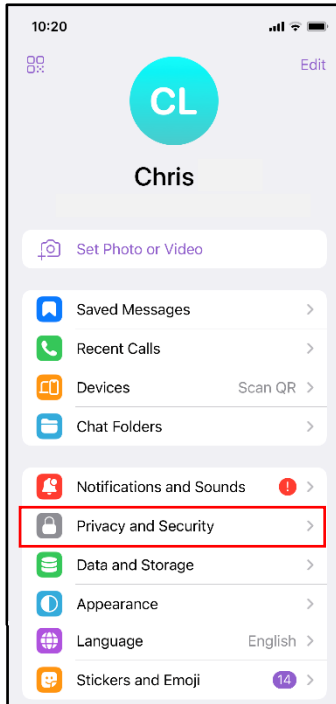 10:20
Edit
CL
Chris
Set Photo or Video
Saved Messages
Recent Calls
Devices Scan QR
Chat Folders
Notifications and Sounds !
Privacy and Security
Data and Storage
Appearance
Language English
Stickers and Emoji 14